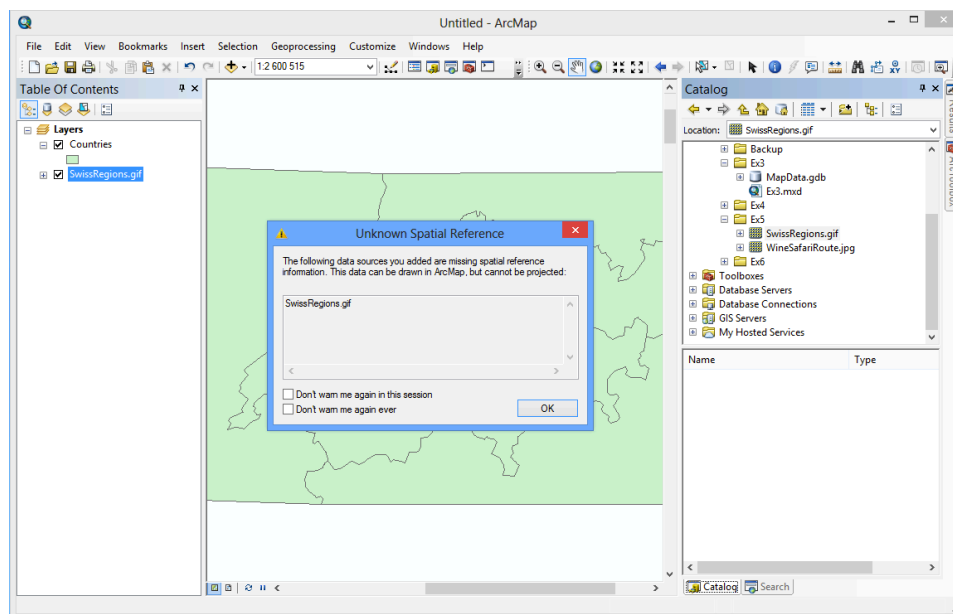 Untitled - ArcMap
File Edit View Bookmarks Insert Selection Geoprocessing Customize Windows Help
1:2 600 515
Table Of Contents
Layers
Countries
SwissRegions.gif
Unknown Spatial Reference
The following data sources you added are missing spatial reference
information. This data can be drawn in ArcMap, but cannot be projected:
SwissRegions.gif
Don't warn me again in this session
Don't warn me again ever
OK
Catalog
Location: SwissRegions.gif
Backup
Ex3
MapData.gdb
Ex3.mxd
Ex4
Ex5
SwissRegions.gif
WineSafariRoute.jpg
Ex6
Toolboxes
Database Servers
Database Connections
GIS Servers
My Hosted Services
Name Type
Catalog Search